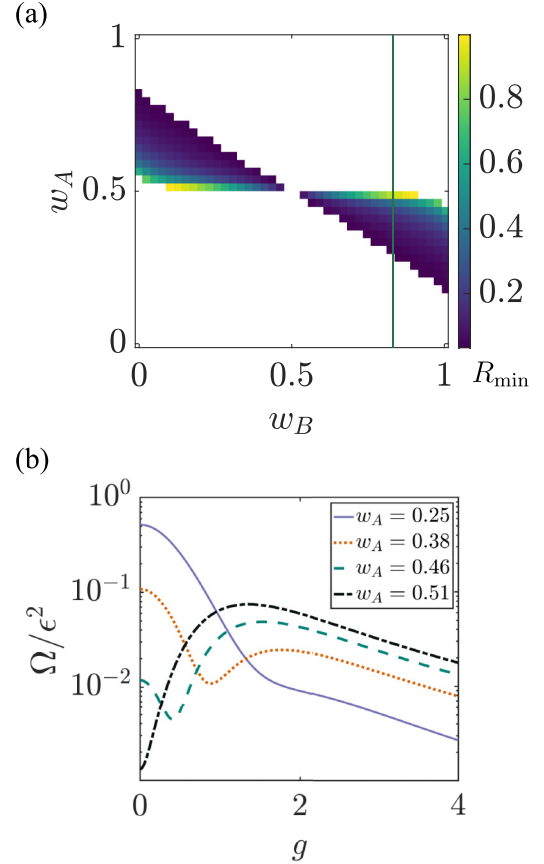 (a)
1
0.5
0
w_A
0 0.5 1
w_B
0.8
0.6
0.4
0.2
R_min
(b)
10^0
10^-1
10^-2
Ω/ϵ^2
w_A = 0.25
w_A = 0.38
w_A = 0.46
w_A = 0.51
0 2 4
g